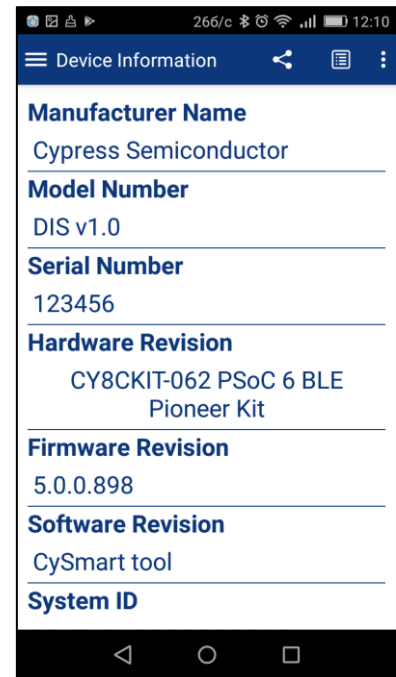 266/c 12:10
Device Information
Manufacturer Name
Cypress Semiconductor
Model Number
DIS v1.0
Serial Number
123456
Hardware Revision
CY8CKIT-062 PSoC 6 BLE
Pioneer Kit
Firmware Revision
5.0.0.898
Software Revision
CySmart tool
System ID